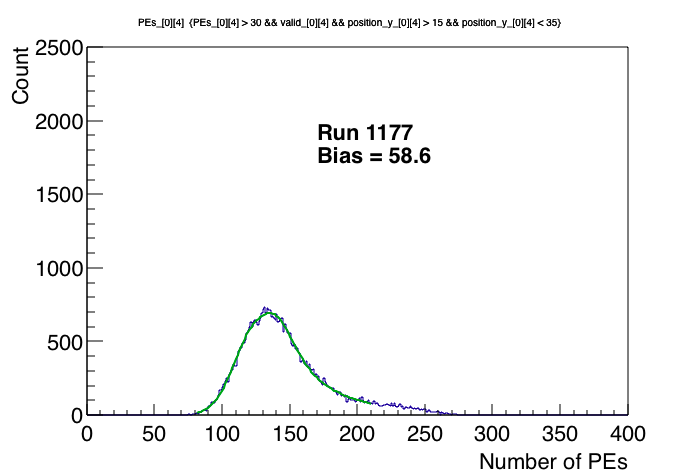 PEs_[0][4] {PEs_[0][4] > 30 && valid_[0][4] && position_y_[0][4] > 15 && position_y_[0][4] < 35}
Count
2500
2000
1500
1000
500
0
Run 1177
Bias = 58.6
0 50 100 150 200 250 300 350 400
Number of PEs